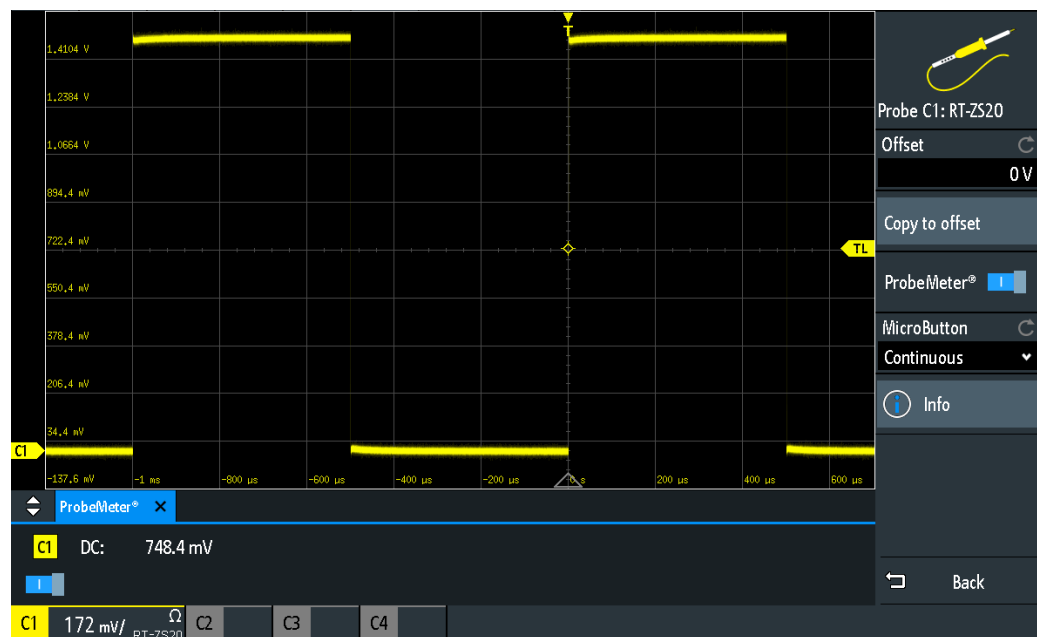 T
1.4104 V
1.2384 V
1.0664 V
894.4 mV
722.4 mV
TL
550.4 mV
378.4 mV
206.4 mV
34.4 mV
C1
-137.6 mV
-1 ms
-800 µs
-600 µs
-400 µs
-200 µs
0 s
200 µs
400 µs
600 µs
Probe C1: RT-ZS20
Offset
0 V
Copy to offset
ProbeMeter®
I
MicroButton
Continuous
i Info
Back
ProbeMeter® ×
C1 DC: 748.4 mV
I
C1 172 mV/ Ω RT-ZS20 C2 C3 C4